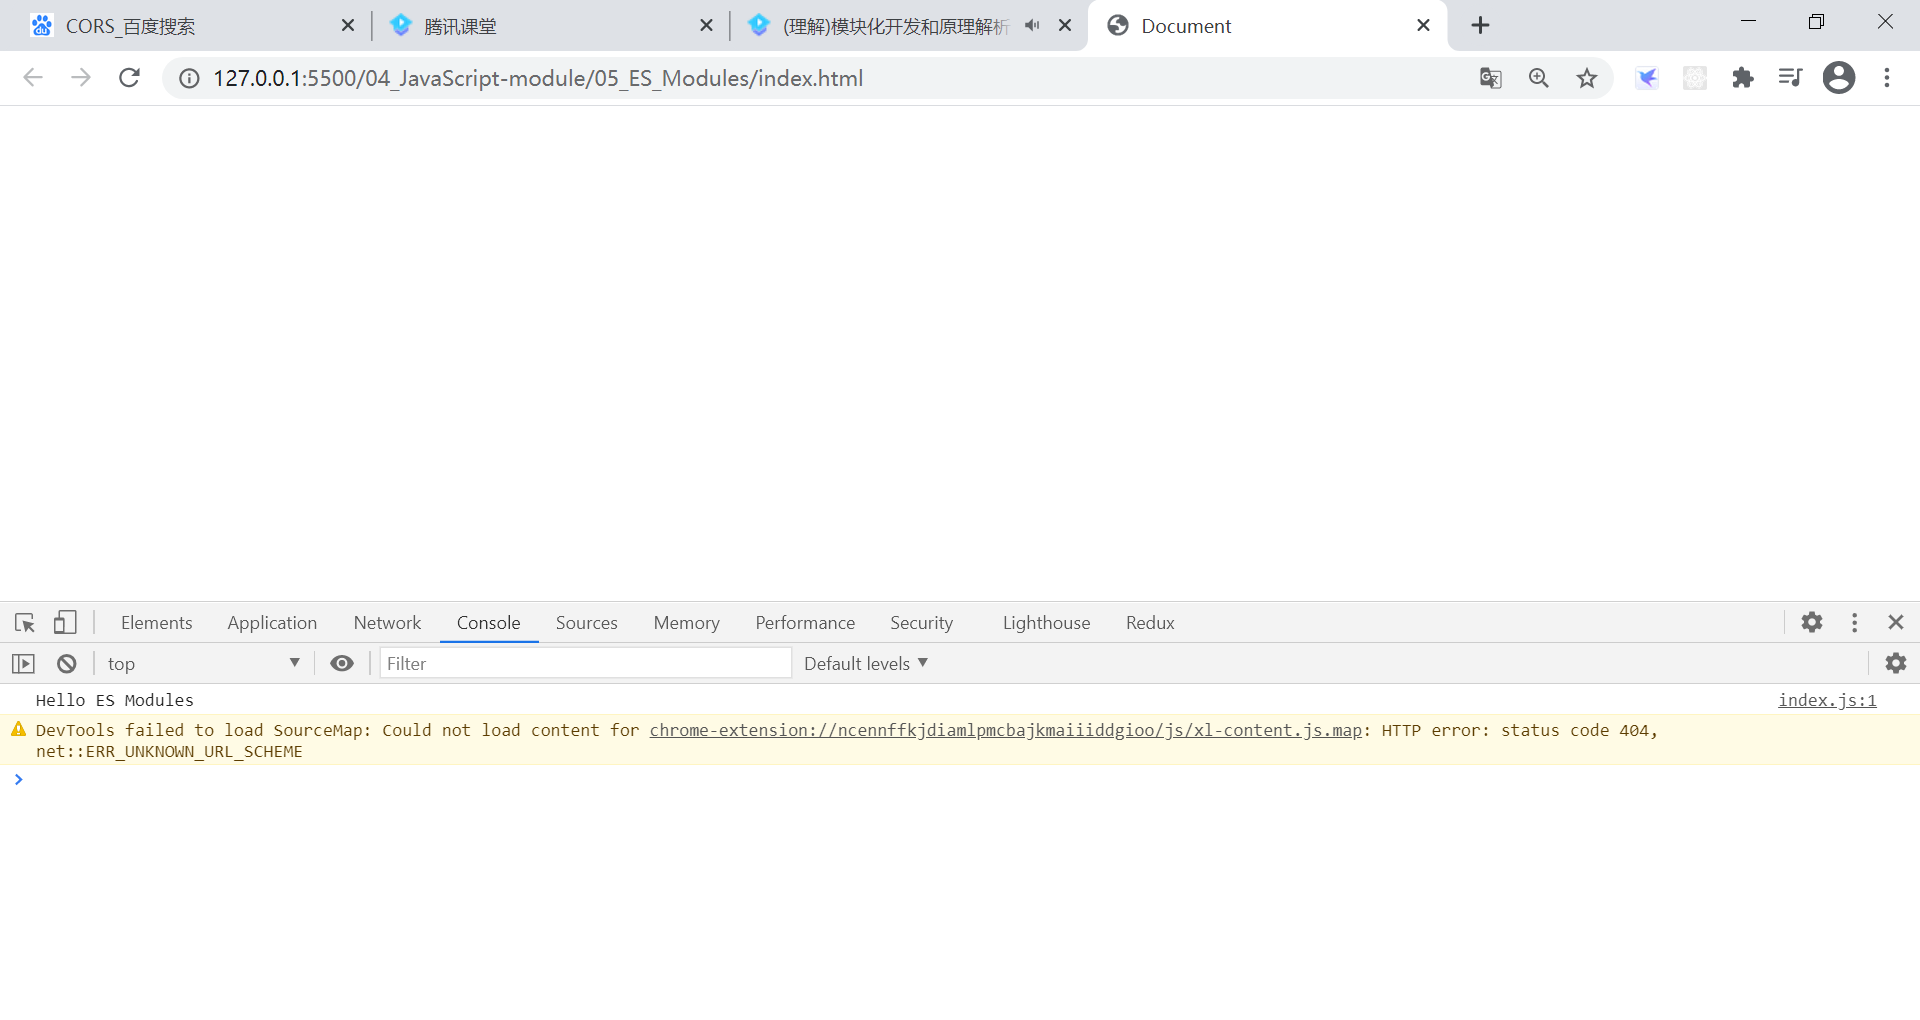 CORS_百度搜索
腾讯课堂
(理解)模块化开发和原理解析
Document
127.0.0.1:5500/04_JavaScript-module/05_ES_Modules/index.html
Elements Application Network Console Sources Memory Performance Security Lighthouse Redux
top Filter Default levels
Hello ES Modules index.js:1
DevTools failed to load SourceMap: Could not load content for chrome-extension://ncennffkjdiamlpmcbajkmaiiiddgioo/js/xl-content.js.map: HTTP error: status code 404,
net::ERR_UNKNOWN_URL_SCHEME